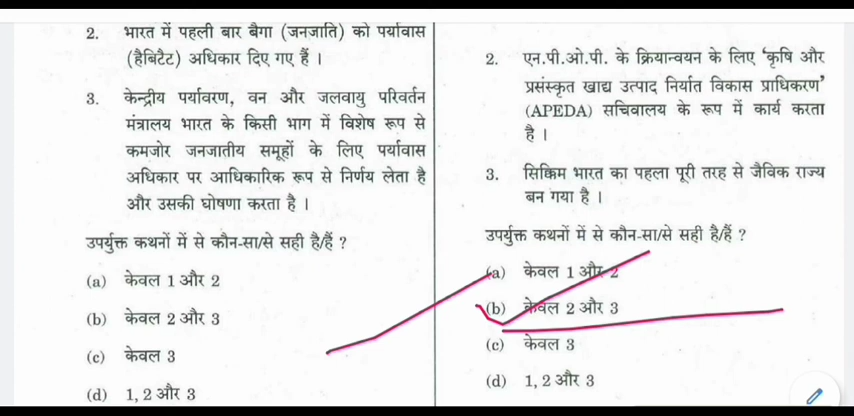 2. भारत में पहली बार बैगा (जनजाति) को पर्यावास
(हैबिटैट) अधिकार दिए गए हैं ।
3. केन्द्रीय पर्यावरण, वन और जलवायु परिवर्तन
मंत्रालय भारत के किसी भाग में विशेष रूप से
कमजोर जनजातीय समूहों के लिए पर्यावास
अधिकार पर आधिकारिक रूप से निर्णय लेता है
और उसकी घोषणा करता है ।
उपर्युक्त कथनों में से कौन-सा/से सही है/हैं ?
(a) केवल 1 और 2
(b) केवल 2 और 3
(c) केवल 3
(d) 1, 2 और 3
2. एन.पी.ओ.पी. के क्रियान्वयन के लिए ‘कृषि और
प्रसंस्कृत खाद्य उत्पाद निर्यात विकास प्राधिकरण’
(APEDA) सचिवालय के रूप में कार्य करता
है ।
3. सिक्किम भारत का पहला पूरी तरह से जैविक राज्य
बन गया है ।
उपर्युक्त कथनों में से कौन-सा/से सही है/हैं ?
(a) केवल 1 और 2
(b) केवल 2 और 3
(c) केवल 3
(d) 1, 2 और 3